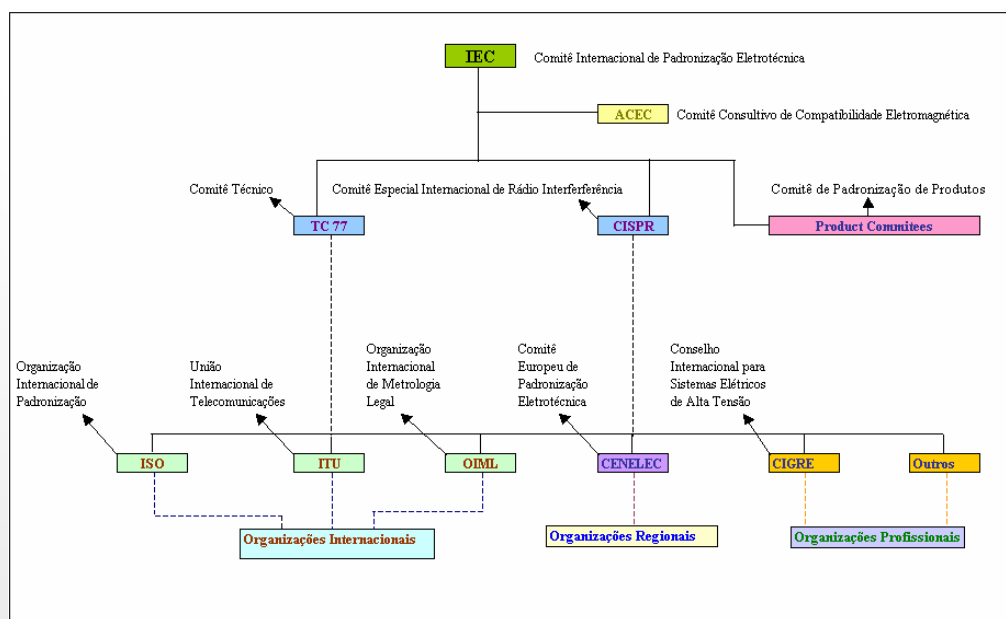 IEC
Comitê Internacional de Padronização Eletrotécnica
ACEC
Comitê Consultivo de Compatibilidade Eletromagnética
Comitê Técnico
Comitê Especial Internacional de Rádio Interferferência
Comitê de Padronização de Produtos
TC 77
CISPR
Product Commitees
Organização
Internacional de
Padronização
União
Internacional de
Telecomunicações
Organização
Internacional
de Metrologia
Legal
Comitê
Europeu de
Padronização
Eletrotécnica
Conselho
Internacional para
Sistemas Elétricos
de Alta Tensão
ISO
ITU
OIML
CENELEC
CIGRE
Outros
Organizações Internacionais
Organizações Regionais
Organizações Profissionais